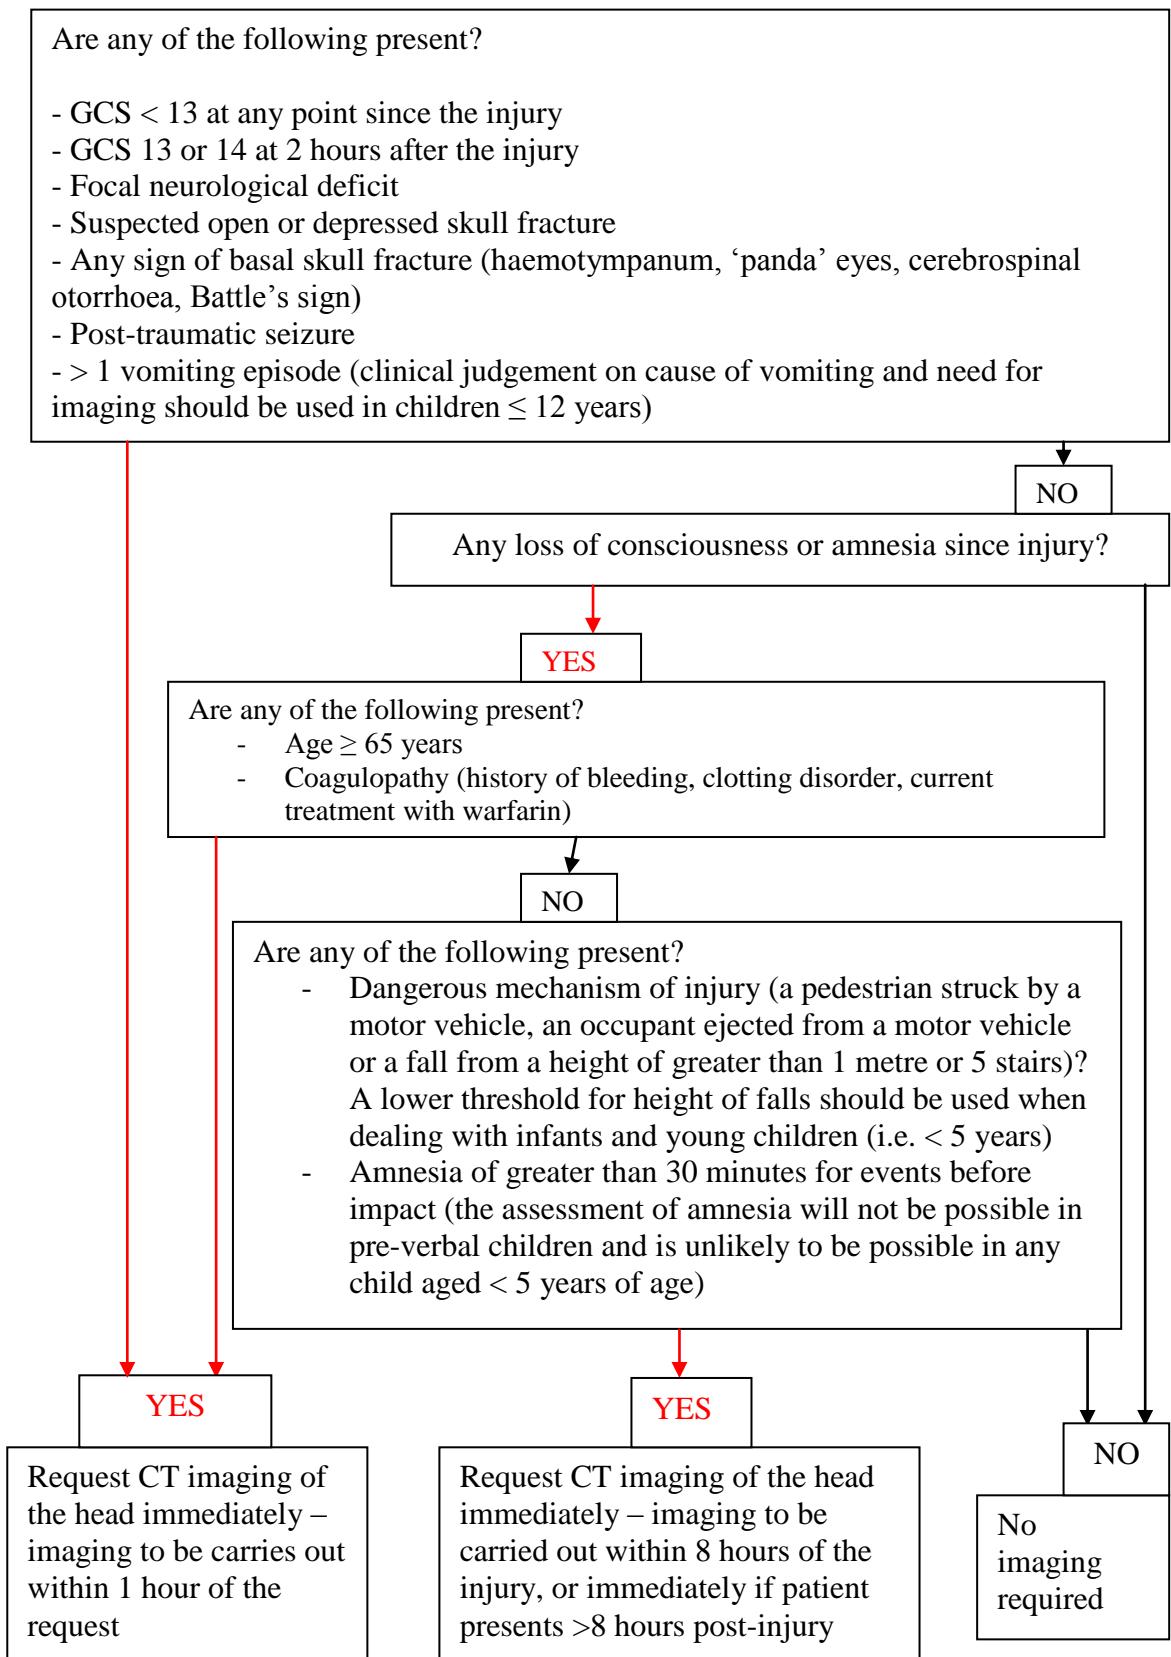 Are any of the following present?
- GCS < 13 at any point since the injury
- GCS 13 or 14 at 2 hours after the injury
- Focal neurological deficit
- Suspected open or depressed skull fracture
- Any sign of basal skull fracture (haemotympanum, ‘panda’ eyes, cerebrospinal
otorrhoea, Battle’s sign)
- Post-traumatic seizure
- > 1 vomiting episode (clinical judgement on cause of vomiting and need for
imaging should be used in children ≤ 12 years)
NO
Any loss of consciousness or amnesia since injury?
YES
Are any of the following present?
- Age ≥ 65 years
- Coagulopathy (history of bleeding, clotting disorder, current
treatment with warfarin)
NO
Are any of the following present?
- Dangerous mechanism of injury (a pedestrian struck by a
motor vehicle, an occupant ejected from a motor vehicle
or a fall from a height of greater than 1 metre or 5 stairs)?
A lower threshold for height of falls should be used when
dealing with infants and young children (i.e. < 5 years)
- Amnesia of greater than 30 minutes for events before
impact (the assessment of amnesia will not be possible in
pre-verbal children and is unlikely to be possible in any
child aged < 5 years of age)
YES
Request CT imaging of
the head immediately –
imaging to be carries out
within 1 hour of the
request
YES
Request CT imaging of the head
immediately – imaging to be
carried out within 8 hours of the
injury, or immediately if patient
presents >8 hours post-injury
NO
No
imaging
required